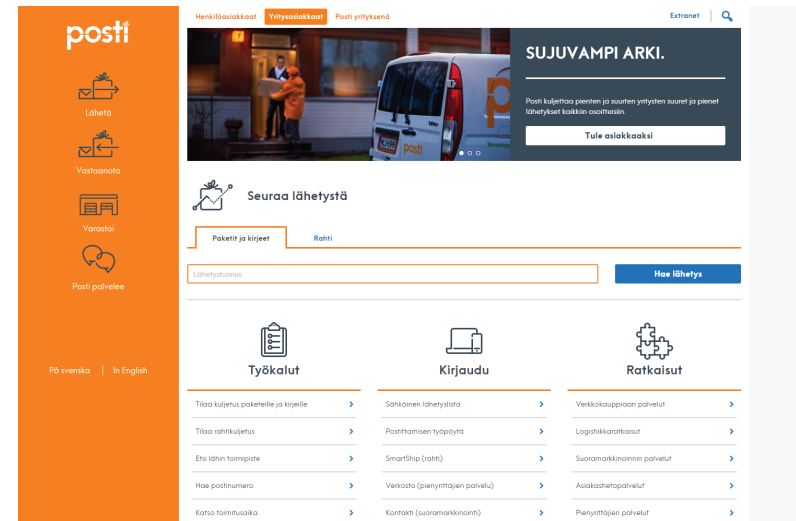 posti
Lähetä
Vastaanota
Varastoi
Posti palvelee
På svenska | In English
Henkilöasiakkaat Yritysasiakkaat Posti yrityksenä
Extranet
posti
SUJUVAMPI ARKI.
Posti kuljettaa pienten ja suurten yritysten suuret ja pienet
lähetykset kaikkiin osoitteisiin.
Tule asiakkaaksi
Seuraa lähetystä
Paketit ja kirjeet Rahti
Lähetystunnus Hae lähetys
Työkalut
Tilaa kuljetus paketeille ja kirjeille
Tilaa rahtikuljetus
Etsi lähin toimipiste
Hae postinumero
Katso toimitusaika
Kirjaudu
Sähköinen lähetyslista
Postittamisen työpöytä
SmartShip (rahti)
Verkosto (pienyrittäjien palvelu)
Kontakti (suoramarkkinointi)
Ratkaisut
Verkkokauppiaan palvelut
Logistiikkaratkaisut
Suoramarkkinoinnin palvelut
Asiakastietopalvelut
Pienyrittäjien palvelut